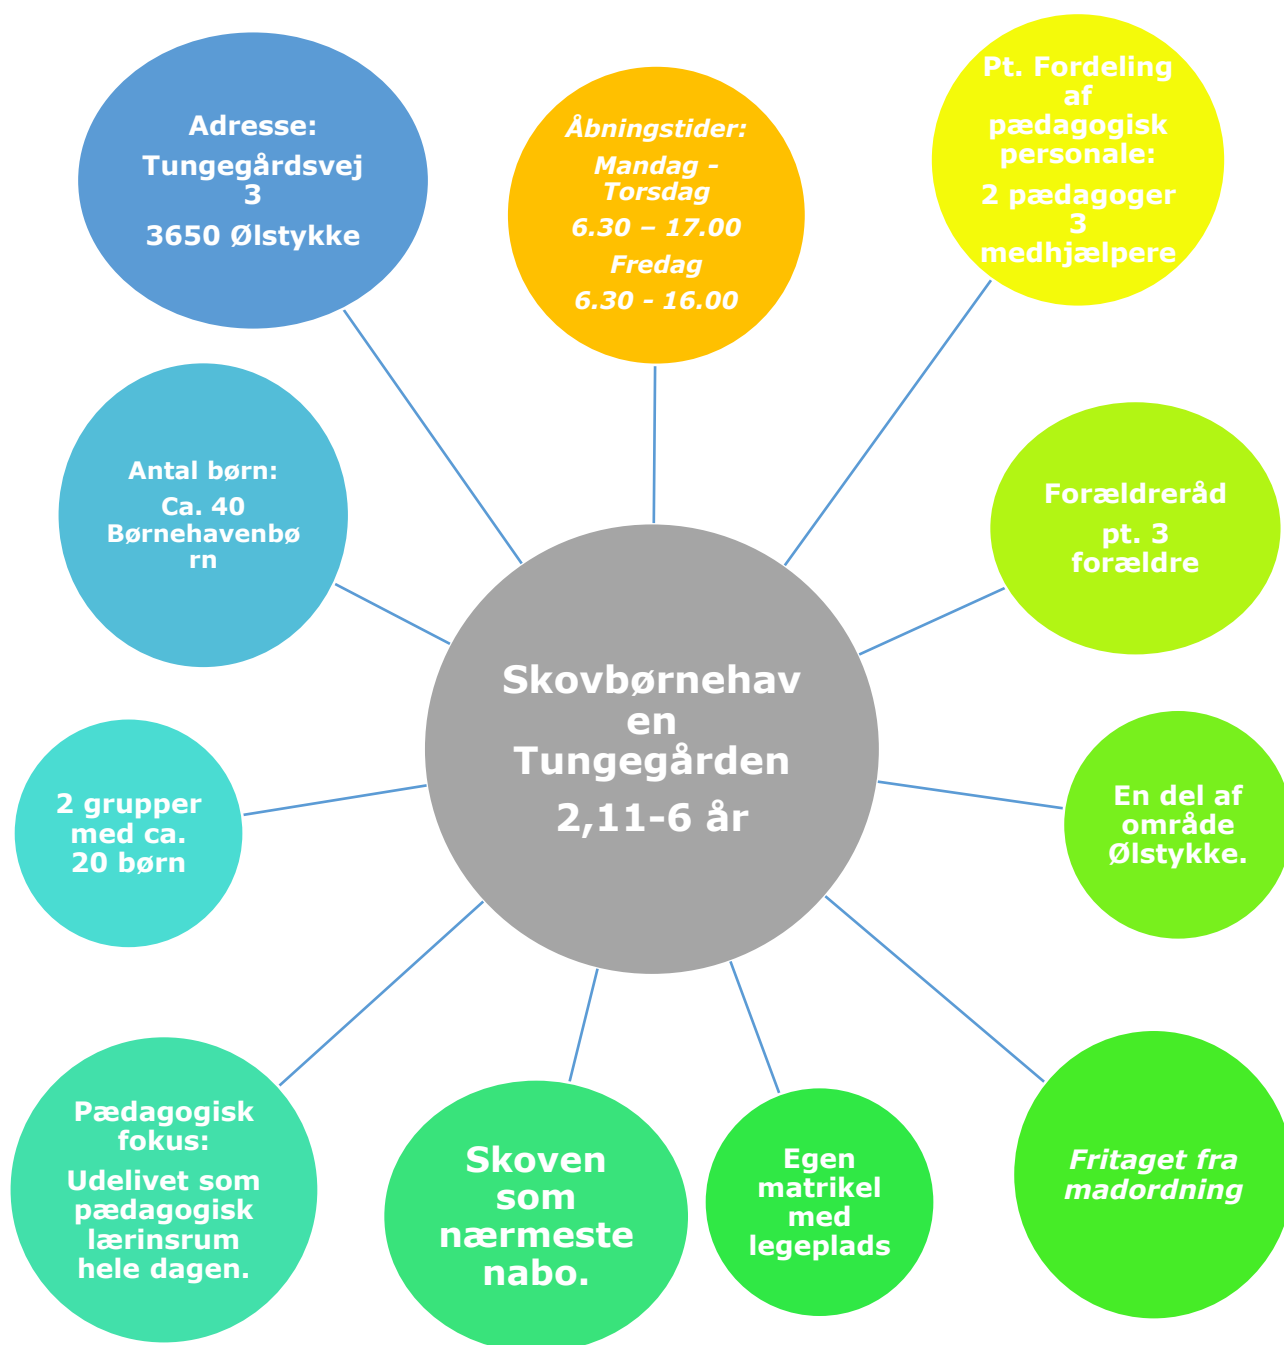 Adresse:
Tungegårdsvej
3
3650 Ølstykke
Åbningstider:
Mandag –
Torsdag
6.30 – 17.00
Fredag
6.30 - 16.00
Pt. Fordeling
af
pædagogisk
personale:
2 pædagoger
3
medhjælpere
Antal børn:
Ca. 40
Børnehavenbø
rn
Forældreråd
pt. 3
forældre
Skovbørnehav
en
Tungegården
2,11-6 år
2 grupper
med ca.
20 børn
En del af
område
Ølstykke.
Pædagogisk
fokus:
Udelivet som
pædagogisk
lærinsrum
hele dagen.
Skoven
som
nærmeste
nabo.
Egen
matrikel
med
legeplads
Fritaget fra
madordning